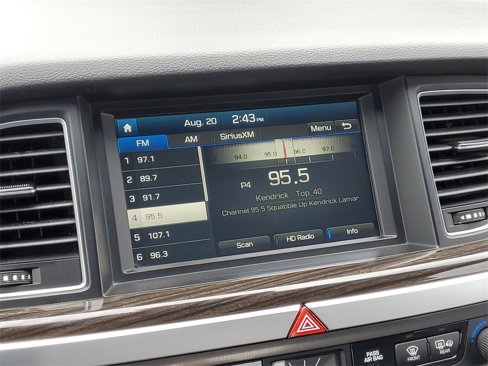 Aug. 20 2:43 PM
FM AM SiriusXM Menu
1 97.1
2 89.7
3 91.7
4 95.5
5 107.1
6 96.3
94.0 95.0 96.0 97.0
P4 95.5
Kendrick Top 40
Channel 95.5 Squabble Up Kendrick Lamar
Scan HD Radio Info
PASS AIR BAG
FRONT
REAR